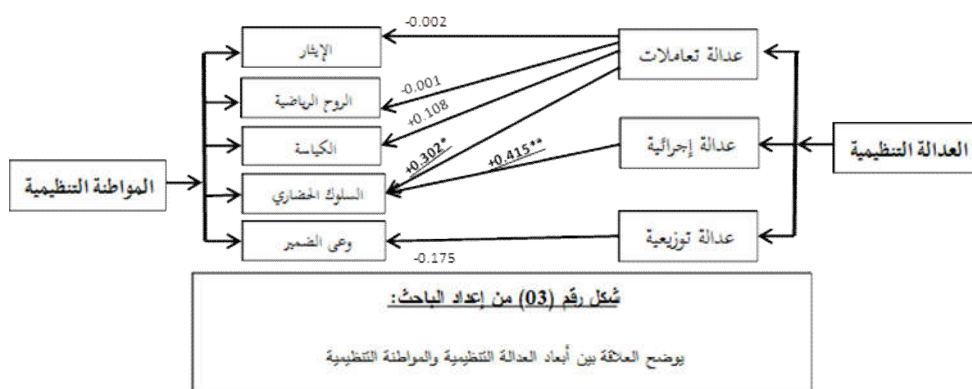 -0.002
الإيثار
عدالة تعاملات
-0.001
الروح الرياضية
+0.108
الكياسة
عدالة إجرائية
العدالة التنظيمية
+0.302*
+0.415**
المواطنة التنظيمية
السلوك الحضاري
عدالة توزيعية
وعى الضمير
-0.175
شكل رقم (03) من إعداد الباحث:
يوضح العلاقة بين أبعاد العدالة التنظيمية والمواطنة التنظيمية